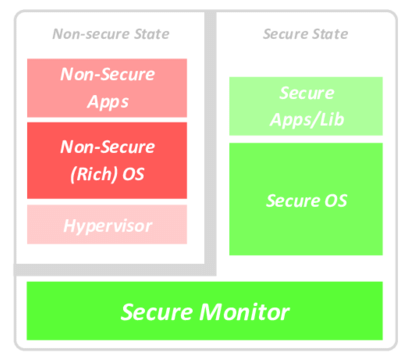 Non-secure State
Non-Secure
Apps
Non-Secure
(Rich) OS
Hypervisor
Secure State
Secure
Apps/Lib
Secure OS
Secure Monitor